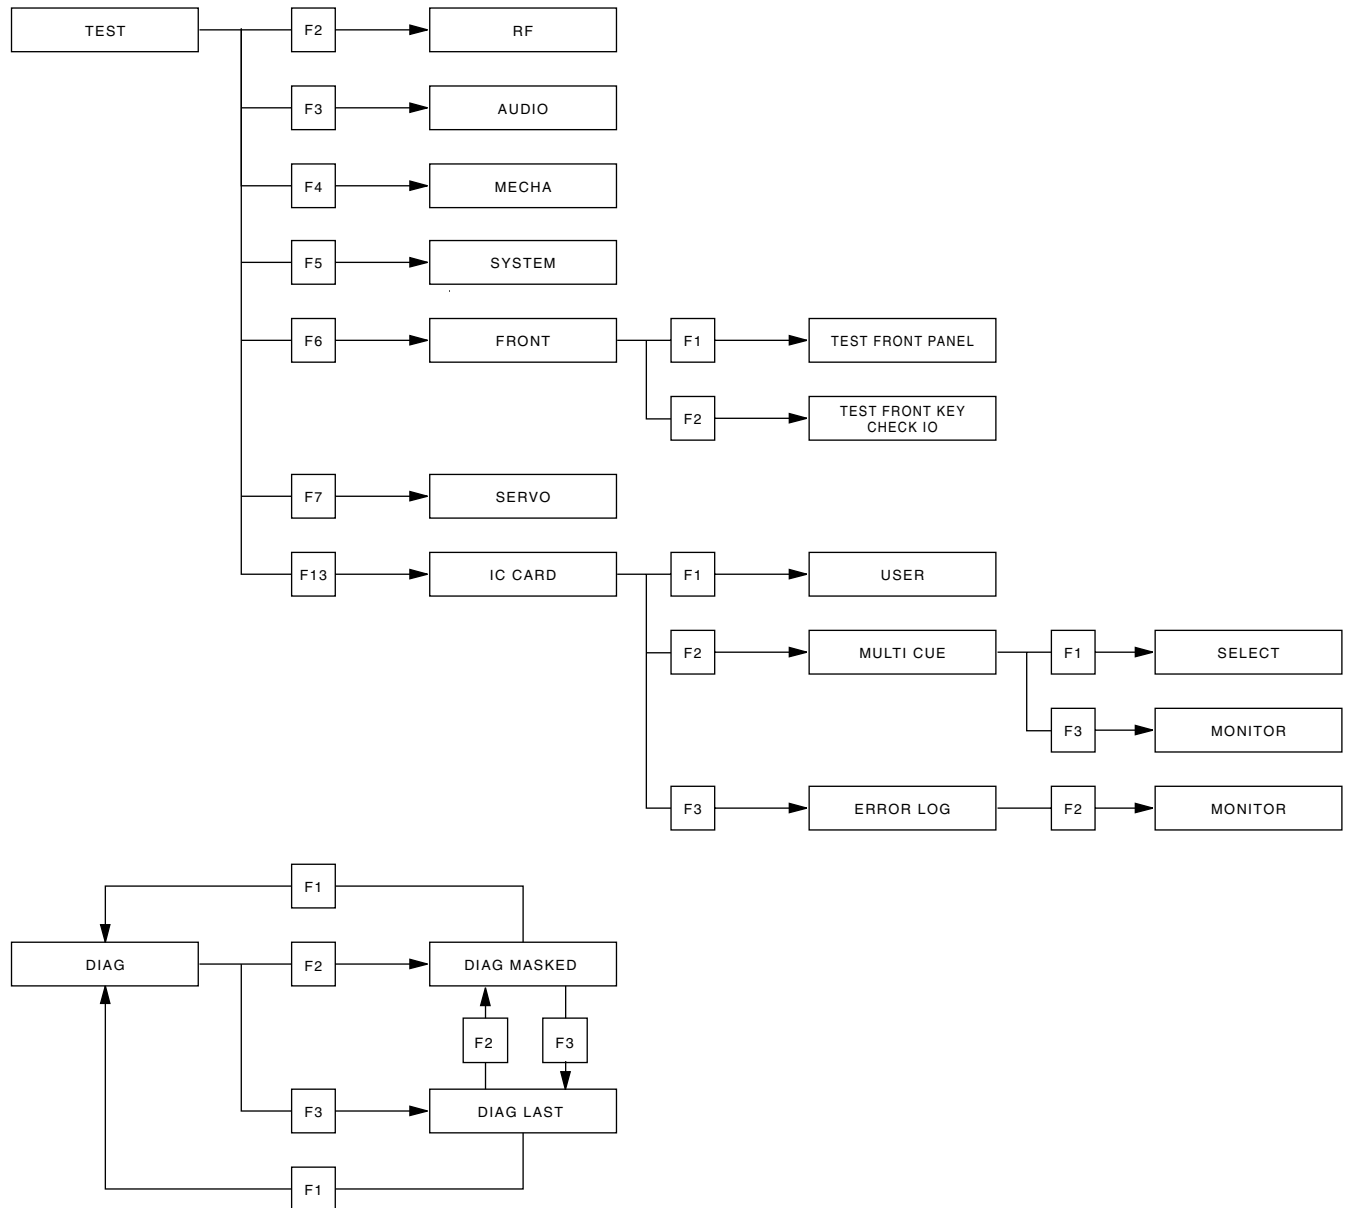 TEST
F2
RF
F3
AUDIO
F4
MECHA
F5
SYSTEM
F6
FRONT
F1
TEST FRONT PANEL
F2
TEST FRONT KEY
CHECK IO
F7
SERVO
F13
IC CARD
F1
USER
F2
MULTI CUE
F1
SELECT
F3
MONITOR
F3
ERROR LOG
F2
MONITOR
F1
DIAG
F2
DIAG MASKED
F2
F3
F3
DIAG LAST
F1